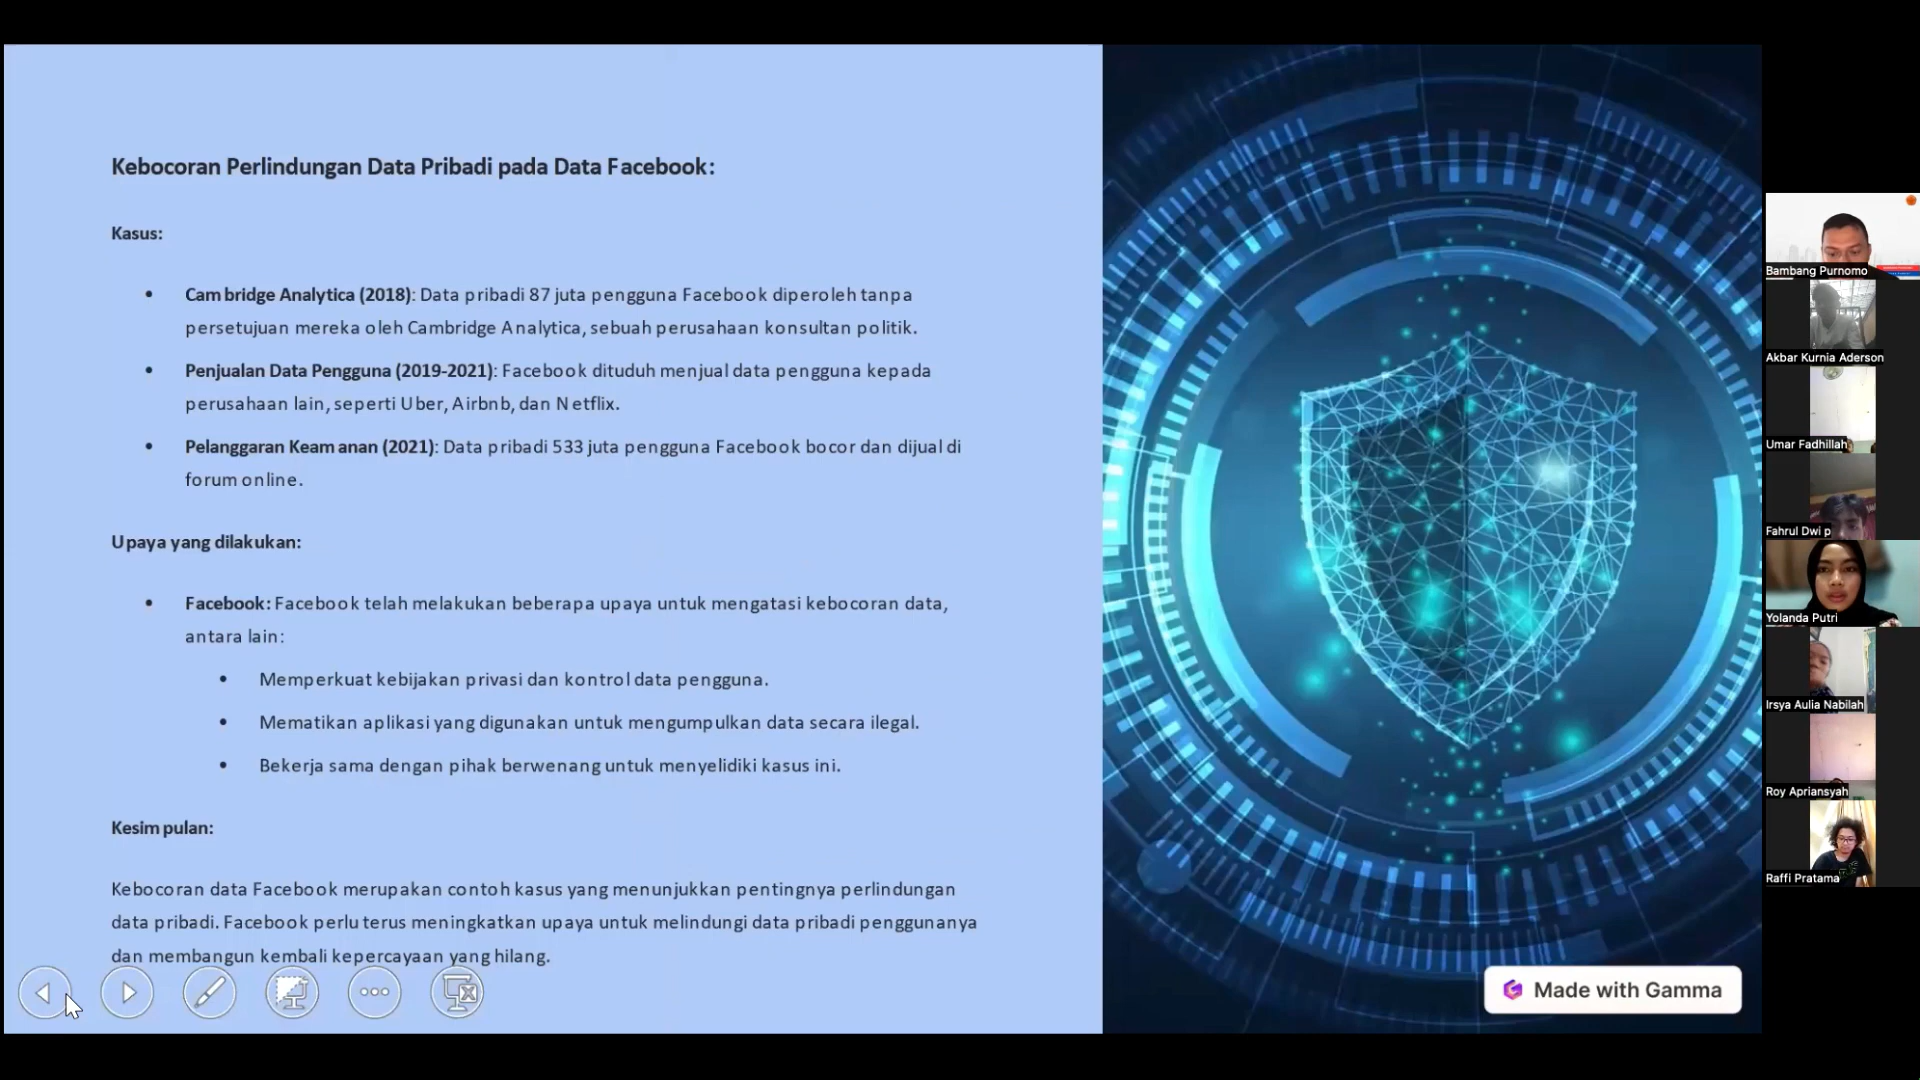 Kebocoran Perlindungan Data Pribadi pada Data Facebook:
Kasus:
• Cambridge Analytica (2018): Data pribadi 87 juta pengguna Facebook diperoleh tanpa
persetujuan mereka oleh Cambridge Analytica, sebuah perusahaan konsultan politik.
• Penjualan Data Pengguna (2019-2021): Facebook dituduh menjual data pengguna kepada
perusahaan lain, seperti Uber, Airbnb, dan Netflix.
• Pelanggaran Keamanan (2021): Data pribadi 533 juta pengguna Facebook bocor dan dijual di
forum online.
Upaya yang dilakukan:
• Facebook: Facebook telah melakukan beberapa upaya untuk mengatasi kebocoran data,
antara lain:
• Memperkuat kebijakan privasi dan kontrol data pengguna.
• Mematikan aplikasi yang digunakan untuk mengumpulkan data secara ilegal.
• Bekerja sama dengan pihak berwenang untuk menyelidiki kasus ini.
Kesimpulan:
Kebocoran data Facebook merupakan contoh kasus yang menunjukkan pentingnya perlindungan
data pribadi. Facebook perlu terus meningkatkan upaya untuk melindungi data pribadi penggunanya
dan membangun kembali kepercayaan yang hilang.
Made with Gamma
Bambang Purnomo
Akbar Kurnia Aderson
Umar Fadhillah
Fahrul Dwi p
Yolanda Putri
Irsya Aulia Nabilah
Roy Apriansyah
Raffi Pratama